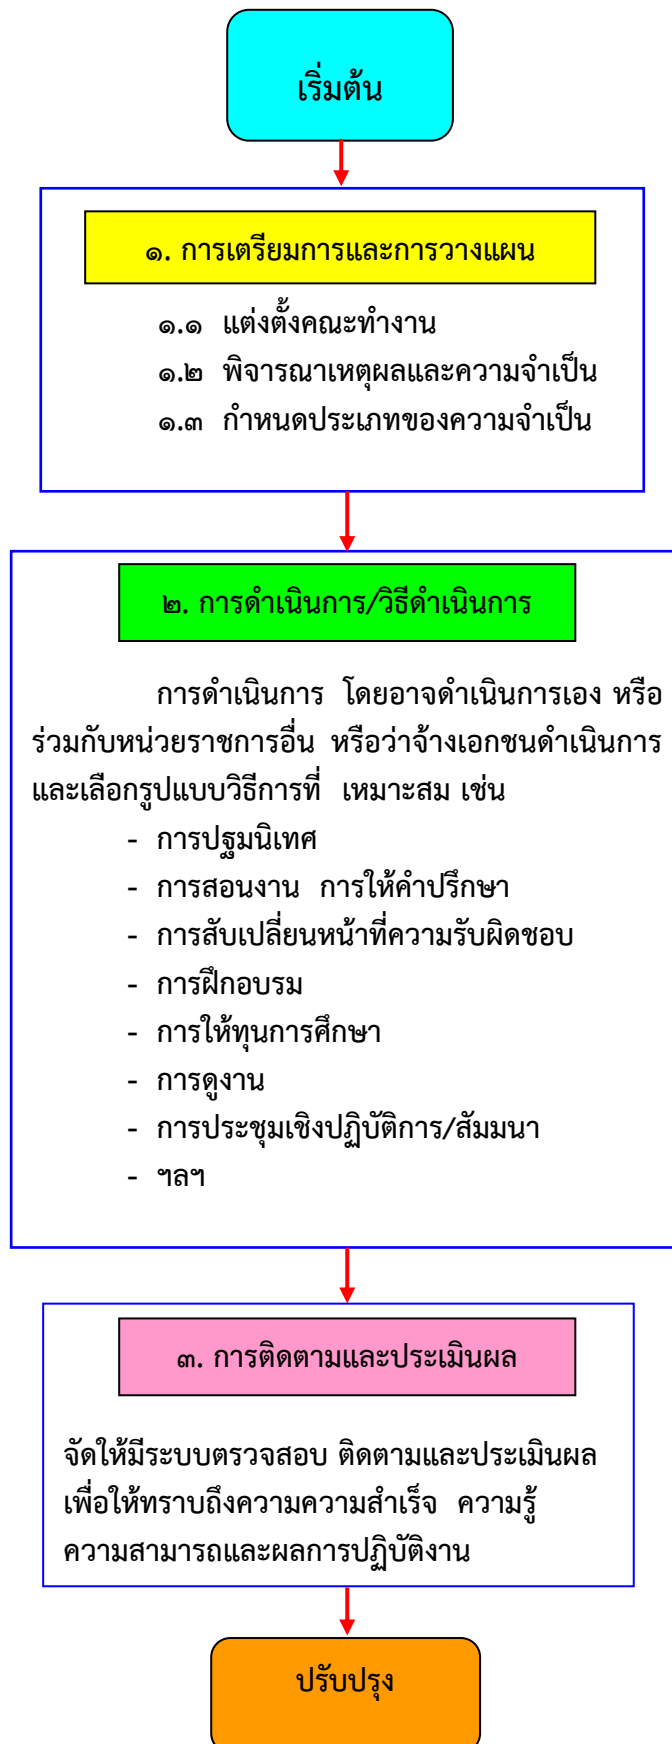 เริ่มต้น
๑. การเตรียมการและการวางแผน
๑.๑ แต่งตั้งคณะทำงาน
๑.๒ พิจารณาเหตุผลและความจำเป็น
๑.๓ กำหนดประเภทของความจำเป็น
๒. การดำเนินการ/วิธีดำเนินการ
การดำเนินการ โดยอาจดำเนินการเอง หรือ
ร่วมกับหน่วยราชการอื่น หรือว่าจ้างเอกชนดำเนินการ
และเลือกรูปแบบวิธีการที่ เหมาะสม เช่น
- การปฐมนิเทศ
- การสอนงาน การให้คำปรึกษา
- การสับเปลี่ยนหน้าที่ความรับผิดชอบ
- การฝึกอบรม
- การให้ทุนการศึกษา
- การดูงาน
- การประชุมเชิงปฏิบัติการ/สัมมนา
- ฯลฯ
๓. การติดตามและประเมินผล
จัดให้มีระบบตรวจสอบ ติดตามและประเมินผล
เพื่อให้ทราบถึงความความสำเร็จ ความรู้
ความสามารถและผลการปฏิบัติงาน
ปรับปรุง